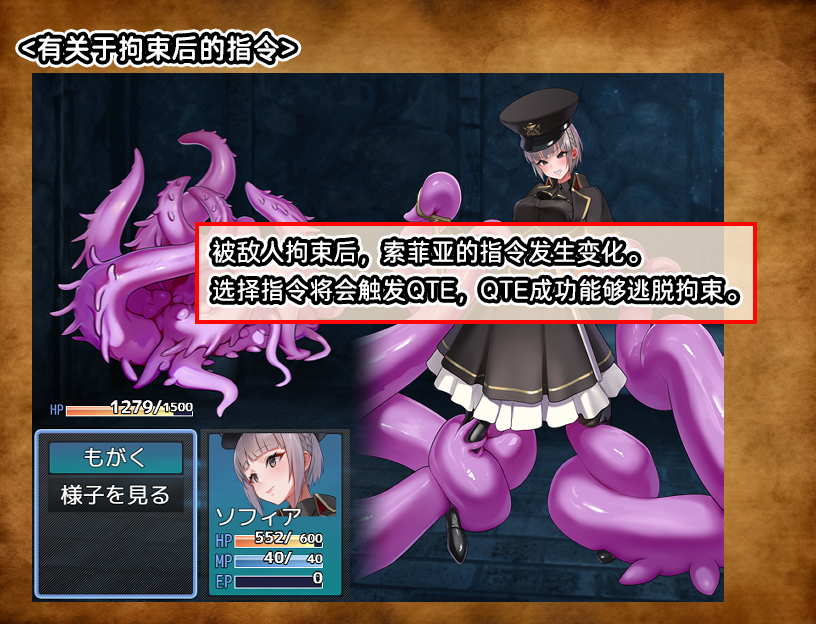 <有关于拘束后的指令>
被敌人拘束后，索菲亚的指令发生变化。
选择指令将会触发QTE，QTE成功能够逃脱拘束。
HP 1279/1500
もがく
様子を見る
ソフィア
HP 552/ 600
MP 40/ 40
EP 0